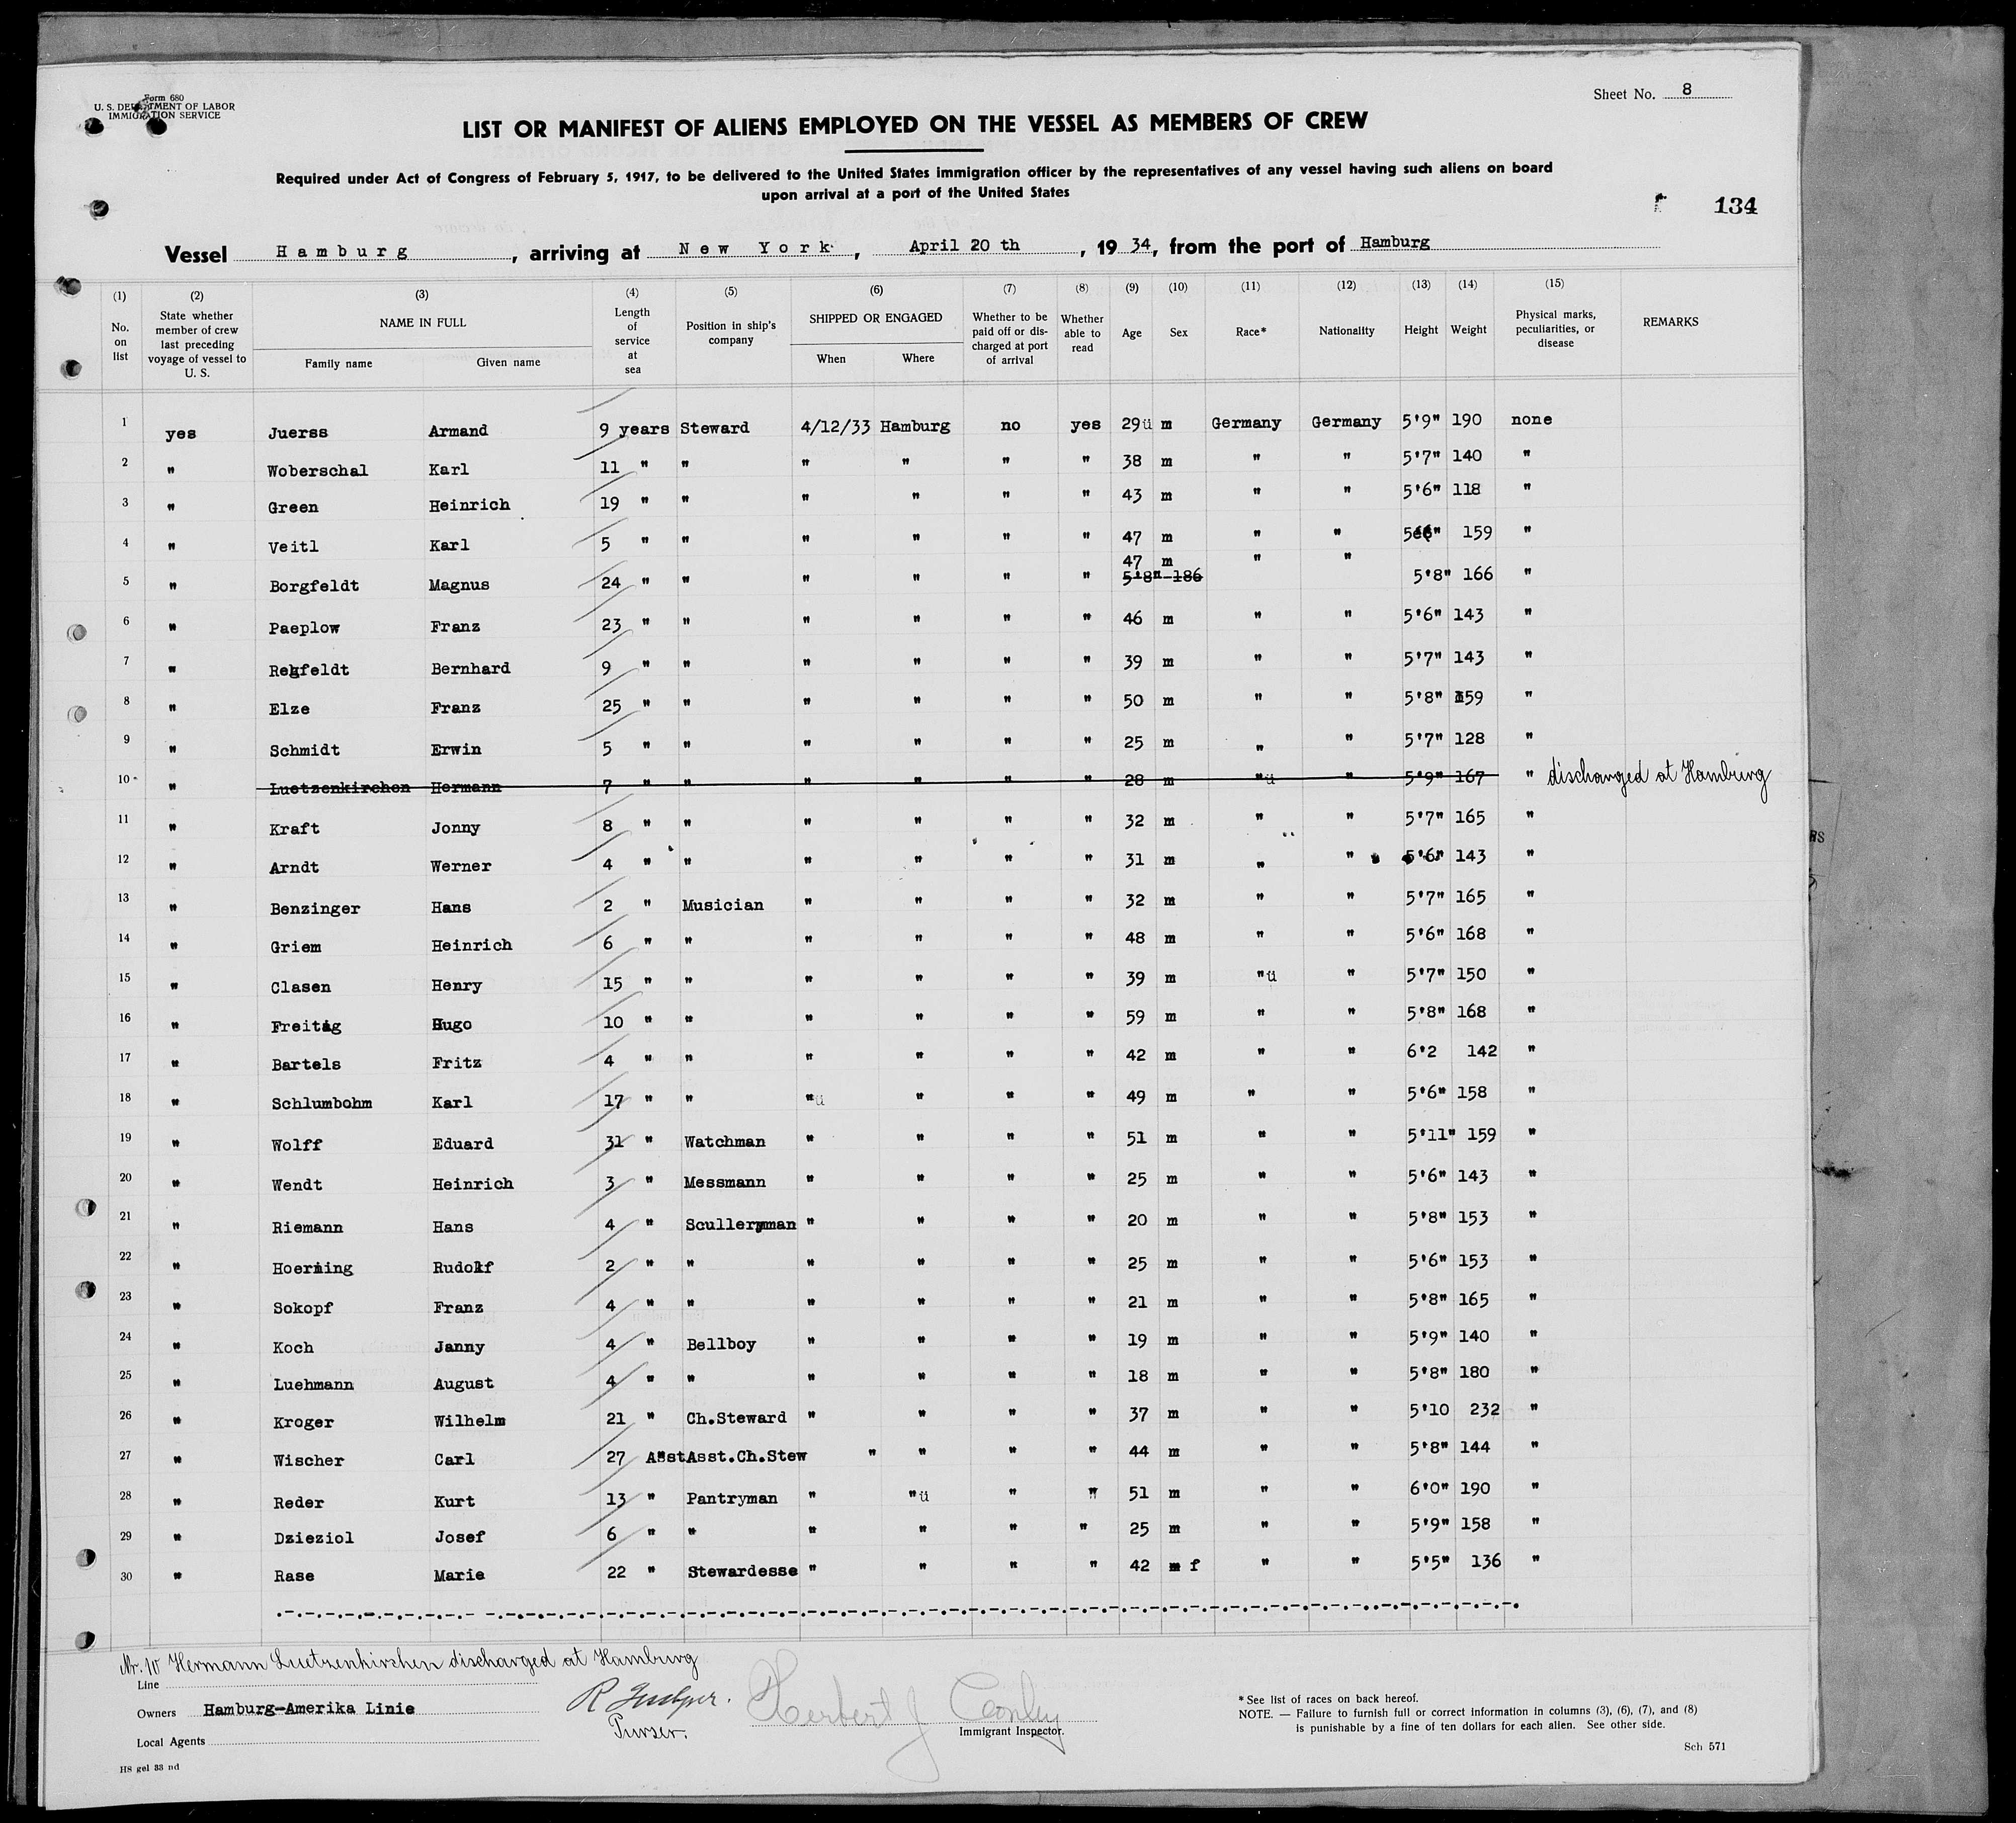 Form 680
U. S. DEPARTMENT OF LABOR
IMMIGRATION SERVICE
Sheet No. 8
LIST OR MANIFEST OF ALIENS EMPLOYED ON THE VESSEL AS MEMBERS OF CREW
Required under Act of Congress of February 5, 1917, to be delivered to the United States immigration officer by the representatives of any vessel having such aliens on board
upon arrival at a port of the United States
134
Vessel Hamburg, arriving at New York, April 20 th, 1934, from the port of Hamburg
(1) (2) (3) (4) (5) (6) (7) (8) (9) (10) (11) (12) (13) (14) (15)
No. on list State whether member of crew last preceding voyage of vessel to U. S. NAME IN FULL Family name Given name Length of service at sea Position in ship's company SHIPPED OR ENGAGED When Where Whether to be paid off or discharged at port of arrival Whether able to read Age Sex Race* Nationality Height Weight Physical marks, peculiarities, or disease REMARKS
1 yes Juerss Armand 9 years Steward 4/12/33 Hamburg no yes 29ü m Germany Germany 5'9" 190 none
2 " Woberschal Karl 11 " " " " " " 38 m " " 5'7" 140 "
3 " Green Heinrich 19 " " " " " " 43 m " " 5'6" 118 "
4 " Veitl Karl 5 " " " " " " 47 m " " 5'6" 159 "
47 m " "
5 " Borgfeldt Magnus 24 " " " " " " 5'8" 186 5'8" 166 "
6 " Paeplow Franz 23 " " " " " " 46 m " " 5'6" 143 "
7 " Regfeldt Bernhard 9 " " " " " " 39 m " " 5'7" 143 "
8 " Elze Franz 25 " " " " " " 50 m " " 5'8" 159 "
9 " Schmidt Erwin 5 " " " " " " 25 m " " 5'7" 128 "
10 " Luetzenkirchen Hermann 7 " " " " " " 28 m "ü " 5'9" 167 " discharged at Hamburg
11 " Kraft Jonny 8 " " " " " " 32 m " " 5'7" 165 "
12 " Arndt Werner 4 " " " " " " 31 m " " 5'6" 143 "
13 " Benzinger Hans 2 " Musician " " " " 32 m " " 5'7" 165 "
14 " Griem Heinrich 6 " " " " " " 48 m " " 5'6" 168 "
15 " Clasen Henry 15 " " " " " " 39 m "ü " 5'7" 150 "
16 " Freitag Hugo 10 " " " " " " 59 m " " 5'8" 168 "
17 " Bartels Fritz 4 " " " " " " 42 m " " 6'2 142 "
18 " Schlumbohm Karl 17 " " "ü " " " 49 m " " 5'6" 158 "
19 " Wolff Eduard 31 " Watchman " " " " 51 m " " 5'11" 159 "
20 " Wendt Heinrich 3 " Messmann " " " " 25 m " " 5'6" 143 "
21 " Riemann Hans 4 " Sculleryman " " " " 20 m " " 5'8" 153 "
22 " Hoerning Rudolf 2 " " " " " " 25 m " " 5'6" 153 "
23 " Sokopf Franz 4 " " " " " " 21 m " " 5'8" 165 "
24 " Koch Janny 4 " Bellboy " " " " 19 m " " 5'9" 140 "
25 " Luehmann August 4 " " " " " " 18 m " " 5'8" 180 "
26 " Kroger Wilhelm 21 " Ch.Steward " " " " 37 m " " 5'10 232 "
27 " Wischer Carl 27 Asst Asst.Ch.Stew " " " " 44 m " " 5'8" 144 "
28 " Reder Kurt 13 " Pantryman " "ü " " 51 m " " 6'0" 190 "
29 " Dzieziol Josef 6 " " " " " " 25 m " " 5'9" 158 "
30 " Rase Marie 22 " Stewardesse " " " " 42 m f " " 5'5" 136 "
Nr. 10 Hermann Luetzenkirchen discharged at Hamburg
Line
Owners Hamburg-Amerika Linie
Local Agents
Purser.
Herbert J Conley
Immigrant Inspector.
* See list of races on back hereof.
NOTE. — Failure to furnish full or correct information in columns (3), (6), (7), and (8)
is punishable by a fine of ten dollars for each alien. See other side.
Sch 571
HS gel 33 nd